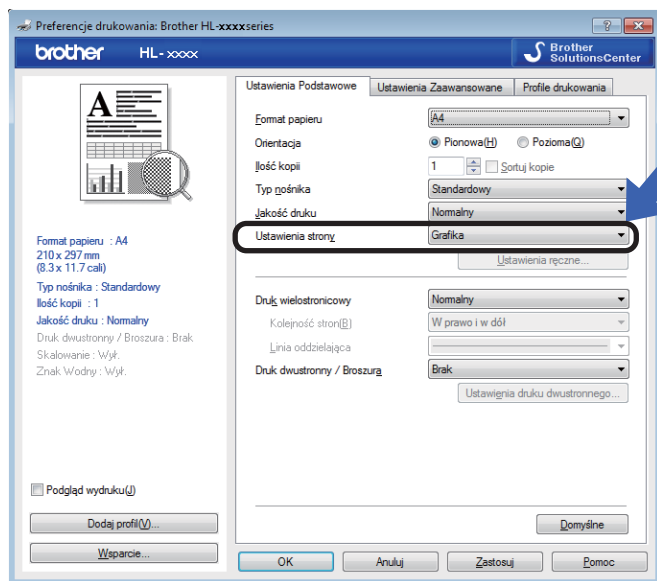 Preferencje drukowania: Brother HL-xxxxseries
brother HL-xxxx
Brother
SolutionsCenter
A
Format papieru : A4
210 x 297 mm
(8.3 x 11.7 cali)
Typ nośnika : Standardowy
Ilość kopii : 1
Jakość druku : Normalny
Druk dwustronny / Broszura : Brak
Skalowanie : Wył.
Znak Wodny : Wył.
Podgląd wydruku(J)
Dodaj profil(V)...
Wsparcie...
Ustawienia Podstawowe Ustawienia Zaawansowane Profile drukowania
Format papieru A4
Orientacja Pionowa(H) Pozioma(Q)
Ilość kopii 1 Sortuj kopie
Typ nośnika Standardowy
Jakość druku Normalny
Ustawienia strony Grafika
Ustawienia ręczne...
Druk wielostronicowy Normalny
Kolejność stron(B) W prawo i w dół
Linia oddzielająca
Druk dwustronny / Broszura Brak
Ustawienia druku dwustronnego...
Domyślne
OK Anuluj Zastosuj Pomoc